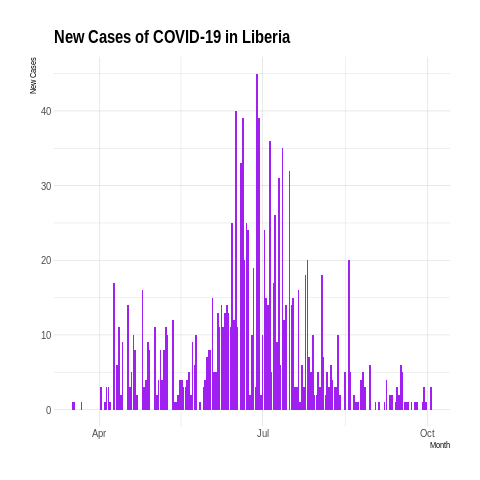 New Cases of COVID-19 in Liberia
New Cases
40
30
20
10
0
Apr
Jul
Oct
Month